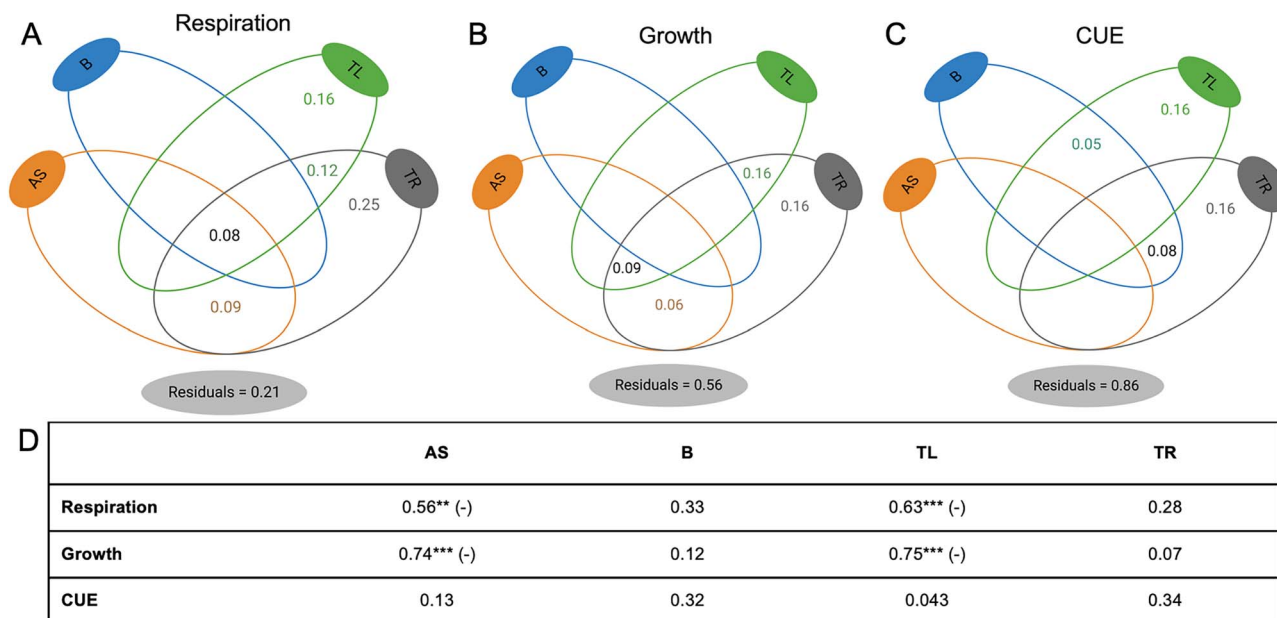 A
Respiration
B
TL
0.16
AS
0.12
TR
0.25
0.08
0.09
Residuals = 0.21
B
Growth
B
TL
AS
0.16
TR
0.16
0.09
0.06
Residuals = 0.56
C
CUE
B
TL
0.16
0.05
AS
TR
0.16
0.08
Residuals = 0.86
D
AS B TL TR
Respiration 0.56** (-) 0.33 0.63*** (-) 0.28
Growth 0.74*** (-) 0.12 0.75*** (-) 0.07
CUE 0.13 0.32 0.043 0.34